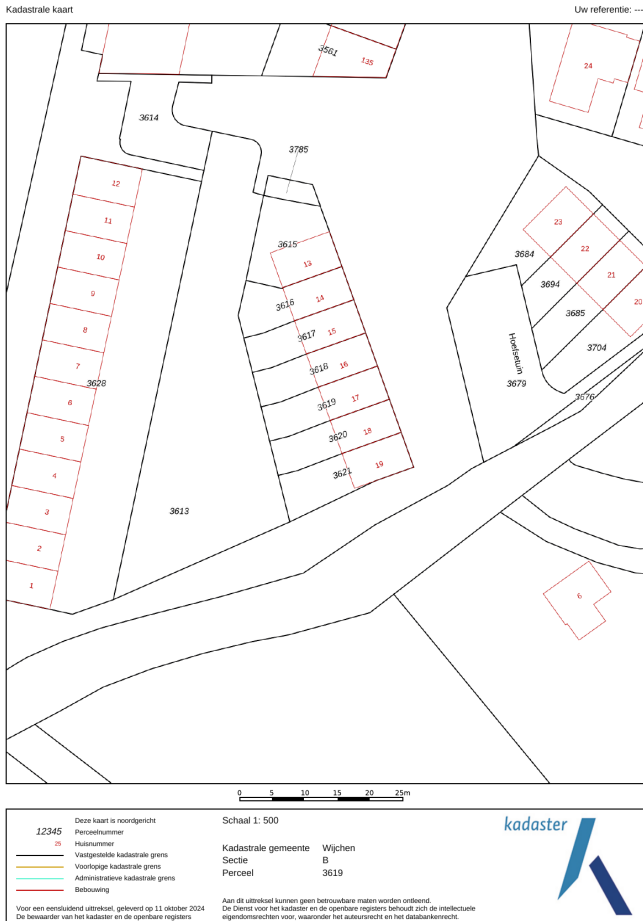 Kadastrale kaart
Uw referentie: ---
3561
135
24
3614
3785
12
11
10
9
8
7
3628
6
5
4
3
2
1
3613
3615
13
3616
14
3617
15
3618
16
3619
17
3620
18
3621
19
23
22
21
20
3684
3694
3685
3704
Hoefsetuin
3679
3676
6
0 5 10 15 20 25m
Deze kaart is noordgericht
12345 Perceelnummer
25 Huisnummer
Vastgestelde kadastrale grens
Voorlopige kadastrale grens
Administratieve kadastrale grens
Bebouwing
Voor een eensluidend uittreksel, geleverd op 11 oktober 2024
De bewaarder van het kadaster en de openbare registers
Schaal 1: 500
Kadastrale gemeente Wijchen
Sectie B
Perceel 3619
Aan dit uittreksel kunnen geen betrouwbare maten worden ontleend.
De Dienst voor het kadaster en de openbare registers behoudt zich de intellectuele
eigendomsrechten voor, waaronder het auteursrecht en het databankenrecht.
kadaster